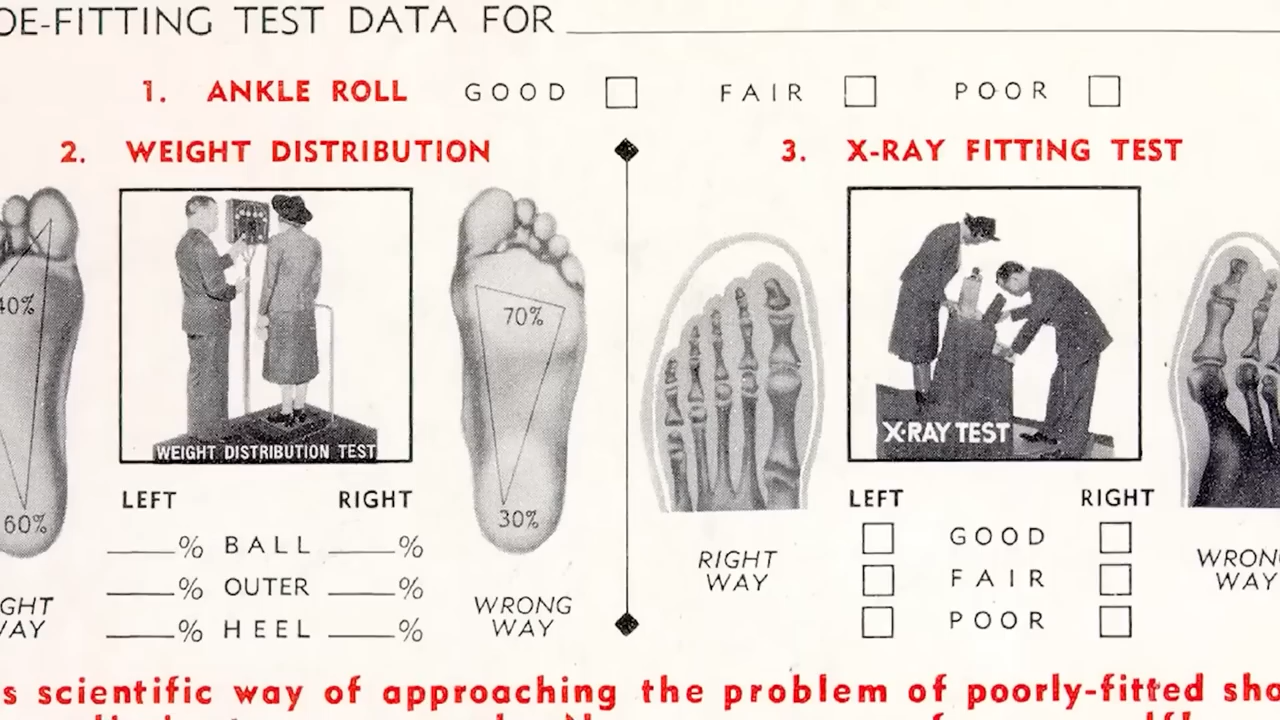 OE-FITTING TEST DATA FOR
1. ANKLE ROLL GOOD FAIR POOR
2. WEIGHT DISTRIBUTION
40%
60%
GHT
WAY
WEIGHT DISTRIBUTION TEST
LEFT RIGHT
% BALL %
% OUTER %
% HEEL %
70%
30%
WRONG
WAY
3. X-RAY FITTING TEST
RIGHT
WAY
X-RAY TEST
LEFT RIGHT
GOOD
FAIR
POOR
WRONG
WAY
s scientific way of approaching the problem of poorly-fitted sho